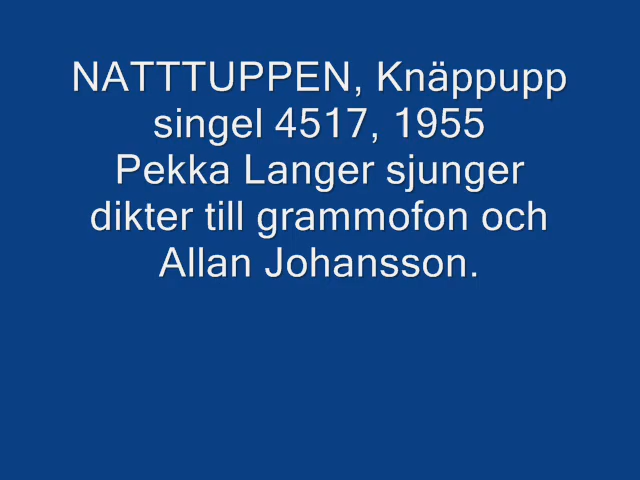 NATTTUPPEN, Knäppupp
singel 4517, 1955
Pekka Langer sjunger
dikter till grammofon och
Allan Johansson.